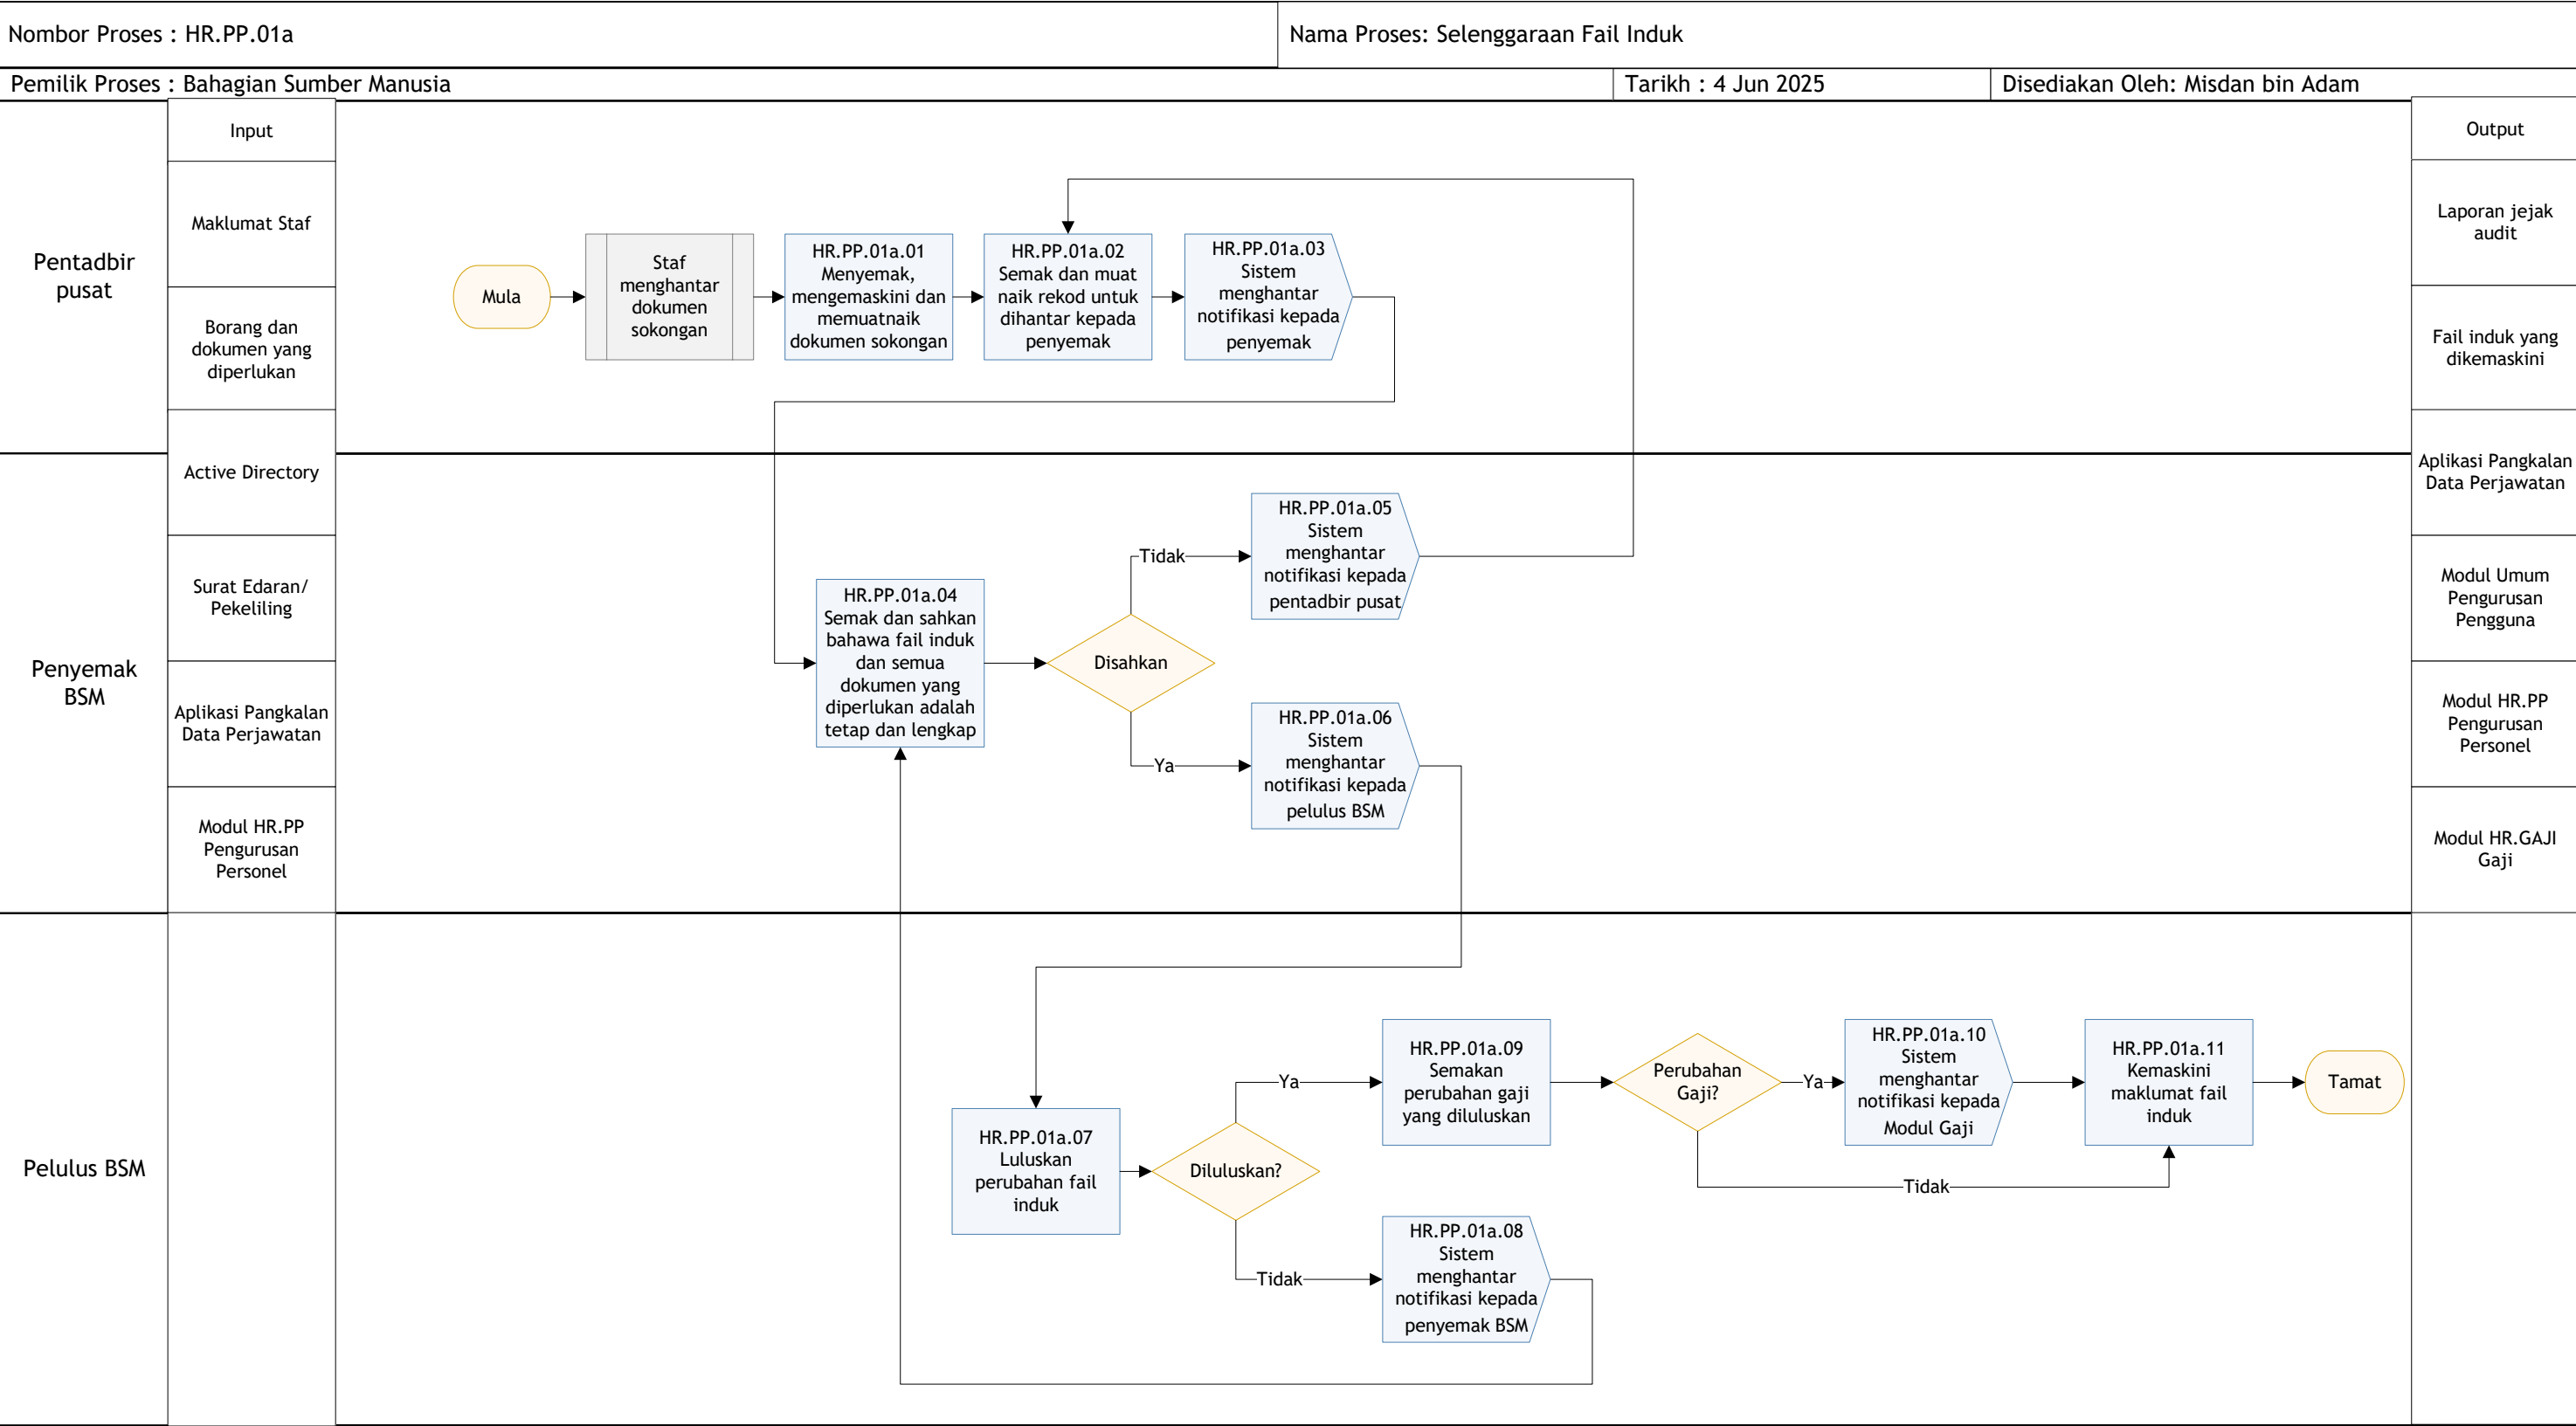 Nombor Proses : HR.PP.01a
Nama Proses: Selenggaraan Fail Induk
Pemilik Proses : Bahagian Sumber Manusia
Tarikh : 4 Jun 2025
Disediakan Oleh: Misdan bin Adam
Pentadbir
pusat
Penyemak
BSM
Pelulus BSM
Input
Maklumat Staf
Borang dan
dokumen yang
diperlukan
Active Directory
Surat Edaran/
Pekeliling
Aplikasi Pangkalan
Data Perjawatan
Modul HR.PP
Pengurusan
Personel
Mula
Staf
menghantar
dokumen
sokongan
HR.PP.01a.01
Menyemak,
mengemaskini dan
memuatnaik
dokumen sokongan
HR.PP.01a.02
Semak dan muat
naik rekod untuk
dihantar kepada
penyemak
HR.PP.01a.03
Sistem
menghantar
notifikasi kepada
penyemak
HR.PP.01a.04
Semak dan sahkan
bahawa fail induk
dan semua
dokumen yang
diperlukan adalah
tetap dan lengkap
Disahkan
Tidak
HR.PP.01a.05
Sistem
menghantar
notifikasi kepada
pentadbir pusat
Ya
HR.PP.01a.06
Sistem
menghantar
notifikasi kepada
pelulus BSM
HR.PP.01a.07
Luluskan
perubahan fail
induk
Diluluskan?
Tidak
HR.PP.01a.08
Sistem
menghantar
notifikasi kepada
penyemak BSM
Ya
HR.PP.01a.09
Semakan
perubahan gaji
yang diluluskan
Perubahan
Gaji?
Ya
HR.PP.01a.10
Sistem
menghantar
notifikasi kepada
Modul Gaji
Tidak
HR.PP.01a.11
Kemaskini
maklumat fail
induk
Tamat
Output
Laporan jejak
audit
Fail induk yang
dikemaskini
Aplikasi Pangkalan
Data Perjawatan
Modul Umum
Pengurusan
Pengguna
Modul HR.PP
Pengurusan
Personel
Modul HR.GAJI
Gaji